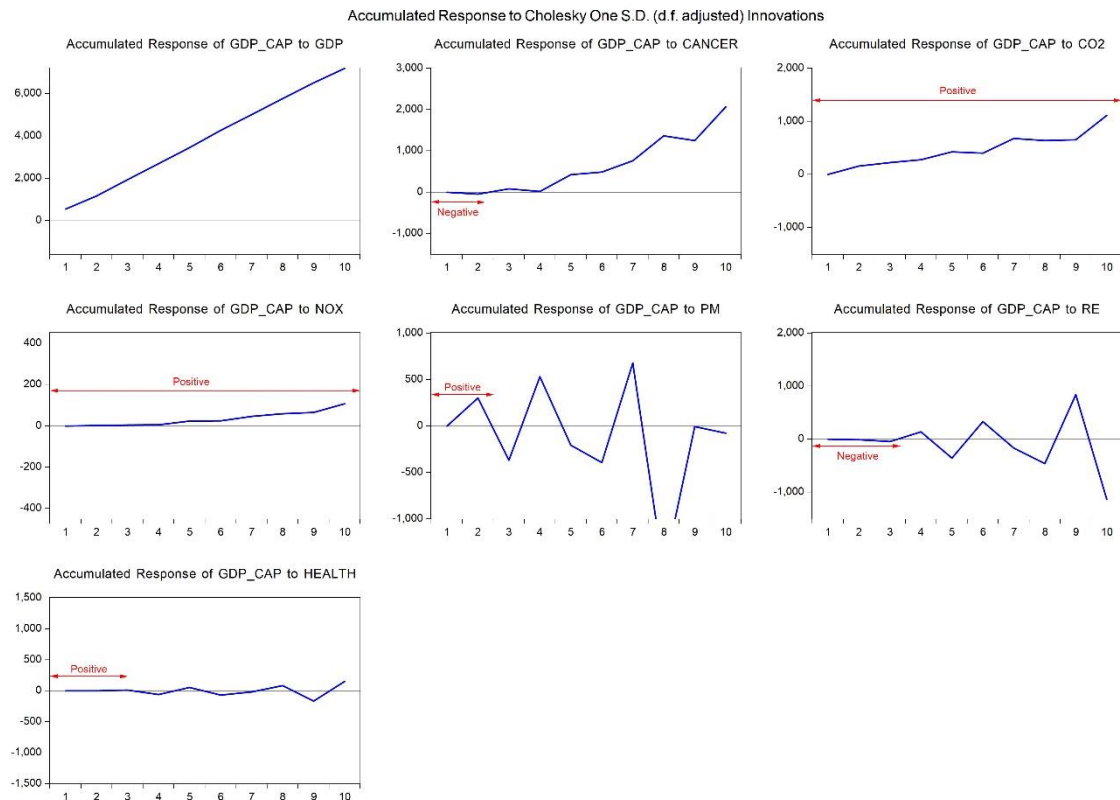 Accumulated Response to Cholesky One S.D. (d.f. adjusted) Innovations
Accumulated Response of GDP_CAP to GDP
6,000
4,000
2,000
0
1 2 3 4 5 6 7 8 9 10
Accumulated Response of GDP_CAP to CANCER
3,000
2,000
1,000
0
-1,000
Negative
1 2 3 4 5 6 7 8 9 10
Accumulated Response of GDP_CAP to CO2
2,000
1,000
0
-1,000
Positive
1 2 3 4 5 6 7 8 9 10
Accumulated Response of GDP_CAP to NOX
400
200
0
-200
-400
Positive
1 2 3 4 5 6 7 8 9 10
Accumulated Response of GDP_CAP to PM
1,000
500
0
-500
-1,000
Positive
1 2 3 4 5 6 7 8 9 10
Accumulated Response of GDP_CAP to RE
2,000
1,000
0
-1,000
Negative
1 2 3 4 5 6 7 8 9 10
Accumulated Response of GDP_CAP to HEALTH
1,500
1,000
500
0
-500
-1,000
-1,500
Positive
1 2 3 4 5 6 7 8 9 10